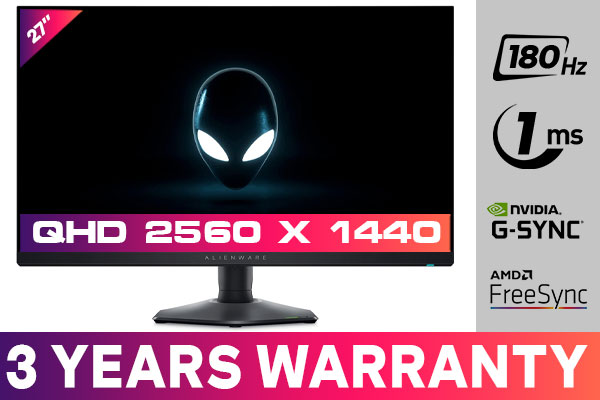 27"
QHD 2560 X 1440
ALIENWARE
180Hz
1ms
NVIDIA
G-SYNC
AMD
FreeSync
3 YEARS WARRANTY